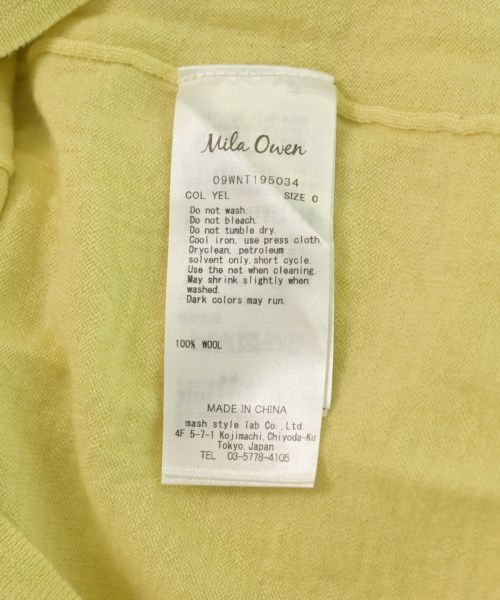 Mila Owen
09WNT195034
COL YEL SIZE 0
Do not wash.
Do not bleach.
Do not tumble dry.
Cool iron, use press cloth.
Dryclean, petroleum
solvent only, short cycle.
Use the net when cleaning.
May shrink slightly when
washed.
Dark colors may run.
100% WOOL
MADE IN CHINA
mash style lab Co., Ltd.
4F 5-7-1 Kojimachi, Chiyoda-Ku
Tokyo, Japan
TEL 03-5778-4105